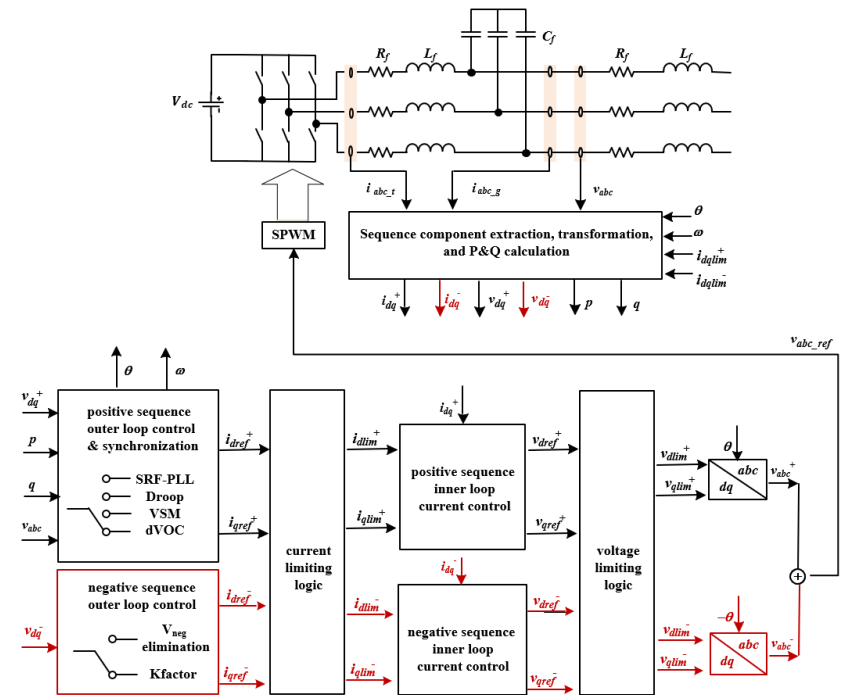 R_f L_f C_f R_f L_f
V_dc
i_abc_t i_abc_g v_abc
SPWM
Sequence component extraction, transformation,
and P&Q calculation
θ
ω
i_dqlim^+
i_dqlim^-
i_dq^+ i_dq^- v_dq^+ v_dq^- p q
v_abc_ref
θ ω
v_dq^+
p
q
v_abc
positive sequence
outer loop control
& synchronization
SRF-PLL
Droop
VSM
dVOC
i_dref^+
i_qref^+
negative sequence
outer loop control
V_neg
elimination
Kfactor
v_dq^-
i_dref^-
i_qref^-
current
limiting
logic
i_dlim^+
i_qlim^+
i_dlim^-
i_qlim^-
i_dq^+
positive sequence
inner loop
current control
i_dq^-
negative sequence
inner loop
current control
v_dref^+
v_qref^+
v_dref^-
v_qref^-
voltage
limiting
logic
v_dlim^+
v_qlim^+
θ
abc
dq
v_abc^+
+
v_dlim^-
v_qlim^-
−θ
abc
dq
v_abc^-